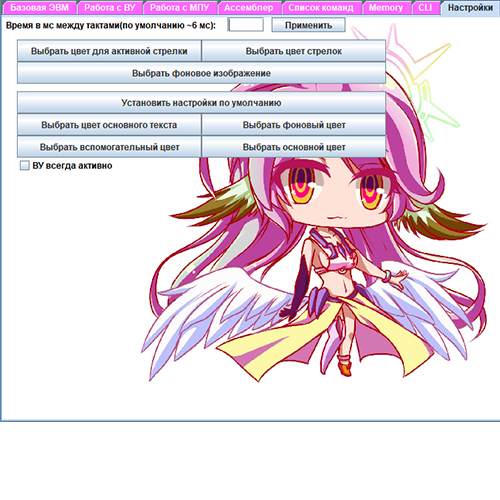 Базовая ЭВМ Работа с ВУ Работа с МПУ Ассемблер Список команд Memory CLI Настройки
Время в мс между тактами(по умолчанию ~6 мс): Применить
Выбрать цвет для активной стрелки Выбрать цвет стрелок
Выбрать фоновое изображение
Установить настройки по умолчанию
Выбрать цвет основного текста Выбрать фоновый цвет
Выбрать вспомогательный цвет Выбрать основной цвет
ВУ всегда активно